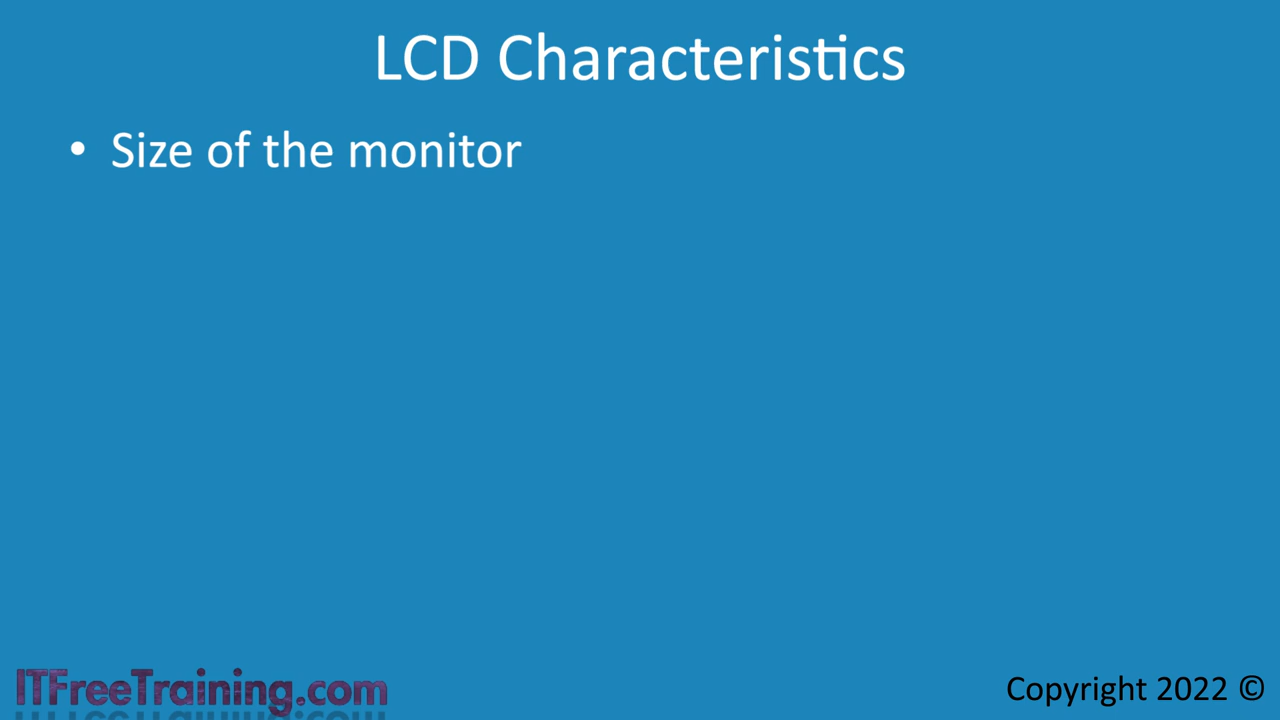 LCD Characteristics
• Size of the monitor
ITFreeTraining.com
Copyright 2022 ©